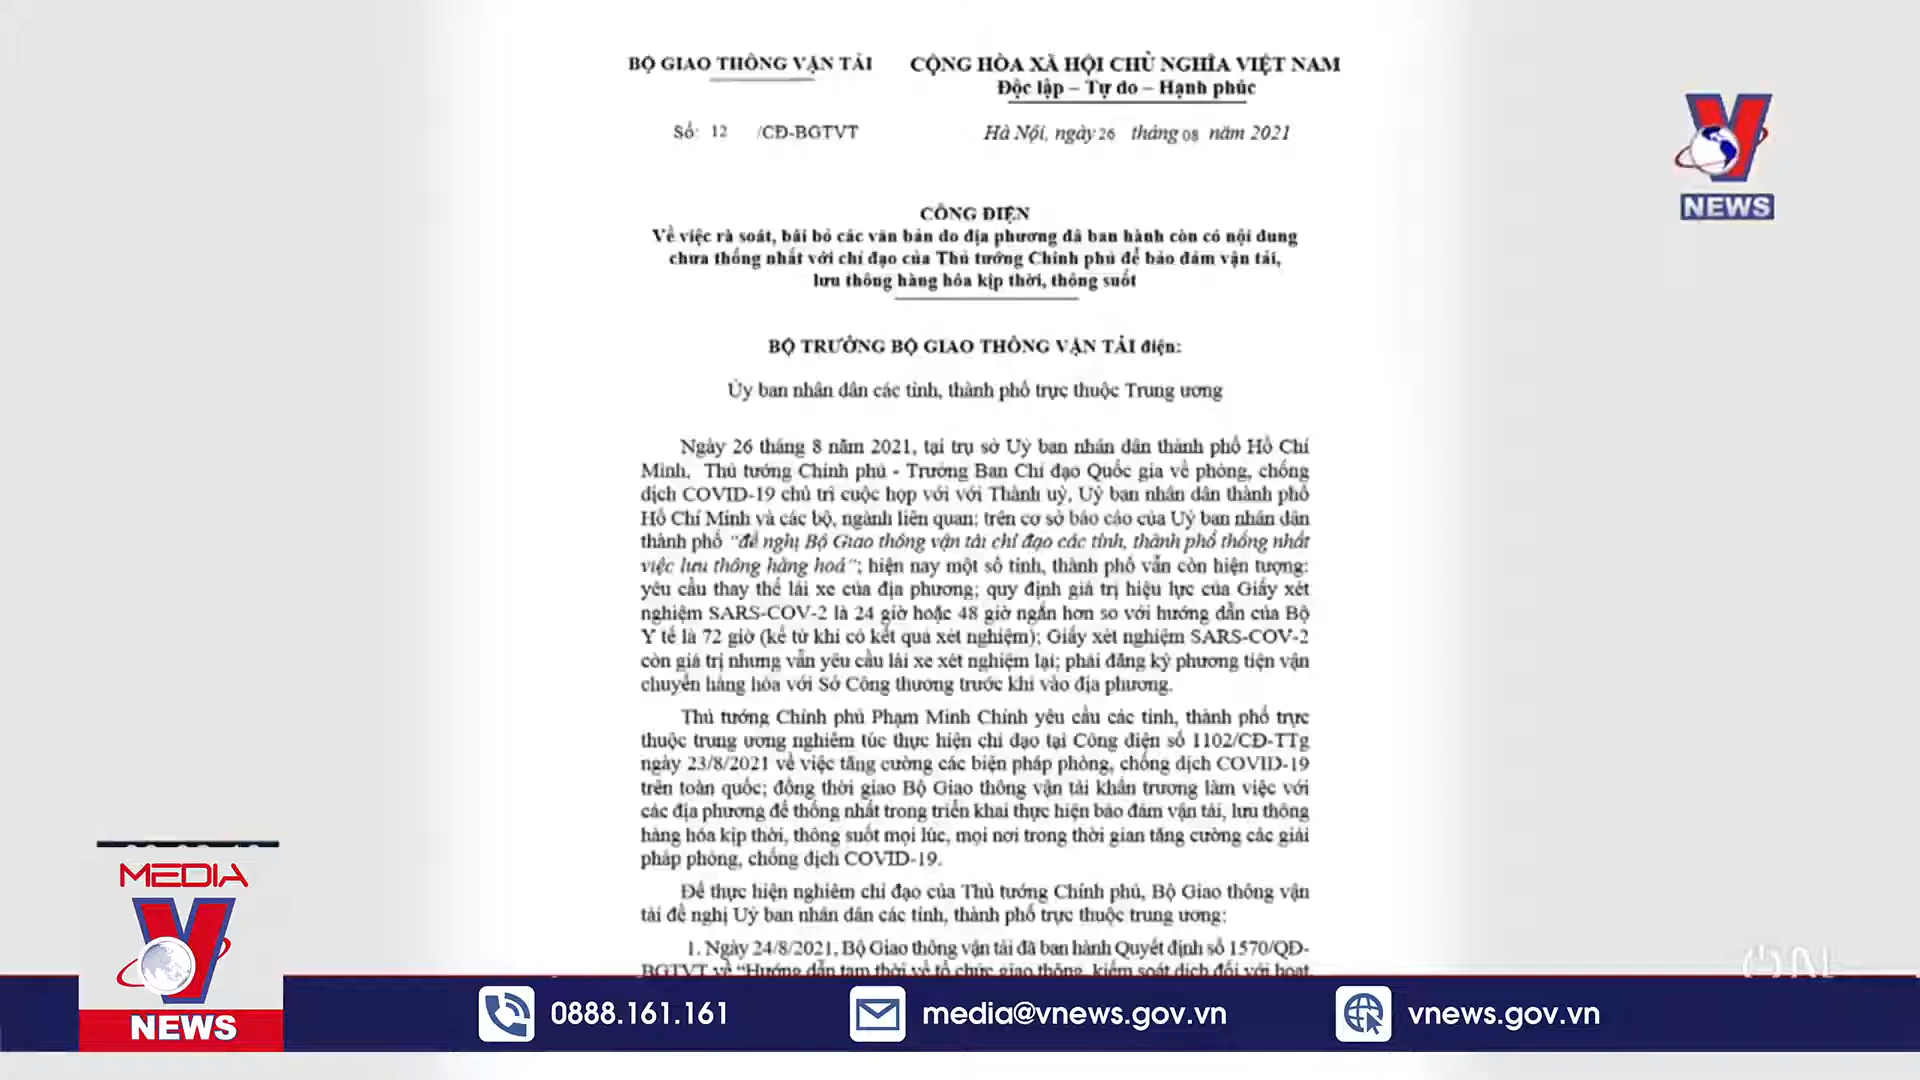 BỘ GIAO THÔNG VẬN TẢI
CỘNG HÒA XÃ HỘI CHỦ NGHĨA VIỆT NAM
Độc lập – Tự do – Hạnh phúc
Số: 12 /CĐ-BGTVT
Hà Nội, ngày 26 tháng 08 năm 2021
CÔNG ĐIỆN
Về việc rà soát, bãi bỏ các văn bản do địa phương đã ban hành còn có nội dung
chưa thống nhất với chỉ đạo của Thủ tướng Chính phủ để bảo đảm vận tải,
lưu thông hàng hóa kịp thời, thông suốt
BỘ TRƯỞNG BỘ GIAO THÔNG VẬN TẢI điện:
Ủy ban nhân dân các tỉnh, thành phố trực thuộc Trung ương
Ngày 26 tháng 8 năm 2021, tại trụ sở Uỷ ban nhân dân thành phố Hồ Chí
Minh, Thủ tướng Chính phủ - Trưởng Ban Chỉ đạo Quốc gia về phòng, chống
dịch COVID-19 chủ trì cuộc họp với với Thành uỷ, Uỷ ban nhân dân thành phố
Hồ Chí Minh và các bộ, ngành liên quan; trên cơ sở báo cáo của Uỷ ban nhân dân
thành phố "đề nghị Bộ Giao thông vận tải chỉ đạo các tỉnh, thành phố thống nhất
việc lưu thông hàng hoá"; hiện nay một số tỉnh, thành phố vẫn còn hiện tượng:
yêu cầu thay thế lái xe của địa phương; quy định giá trị hiệu lực của Giấy xét
nghiệm SARS-COV-2 là 24 giờ hoặc 48 giờ ngắn hơn so với hướng dẫn của Bộ
Y tế là 72 giờ (kể từ khi có kết quả xét nghiệm); Giấy xét nghiệm SARS-COV-2
còn giá trị nhưng vẫn yêu cầu lái xe xét nghiệm lại; phải đăng ký phương tiện vận
chuyển hàng hóa với Sở Công thương trước khi vào địa phương.
Thủ tướng Chính phủ Phạm Minh Chính yêu cầu các tỉnh, thành phố trực
thuộc trung ương nghiêm túc thực hiện chỉ đạo tại Công điện số 1102/CĐ-TTg
ngày 23/8/2021 về việc tăng cường các biện pháp phòng, chống dịch COVID-19
trên toàn quốc; đồng thời giao Bộ Giao thông vận tải khẩn trương làm việc với
các địa phương để thống nhất trong triển khai thực hiện bảo đảm vận tải, lưu thông
hàng hóa kịp thời, thông suốt mọi lúc, mọi nơi trong thời gian tăng cường các giải
pháp phòng, chống dịch COVID-19.
Để thực hiện nghiêm chỉ đạo của Thủ tướng Chính phủ, Bộ Giao thông vận
tải đề nghị Uỷ ban nhân dân các tỉnh, thành phố trực thuộc trung ương:
1. Ngày 24/8/2021, Bộ Giao thông vận tải đã ban hành Quyết định số 1570/QĐ-
BGTVT về "Hướng dẫn tạm thời về tổ chức giao thông, kiểm soát dịch đối với hoạt
NEWS
MEDIA
NEWS
0888.161.161
media@vnews.gov.vn
vnews.gov.vn